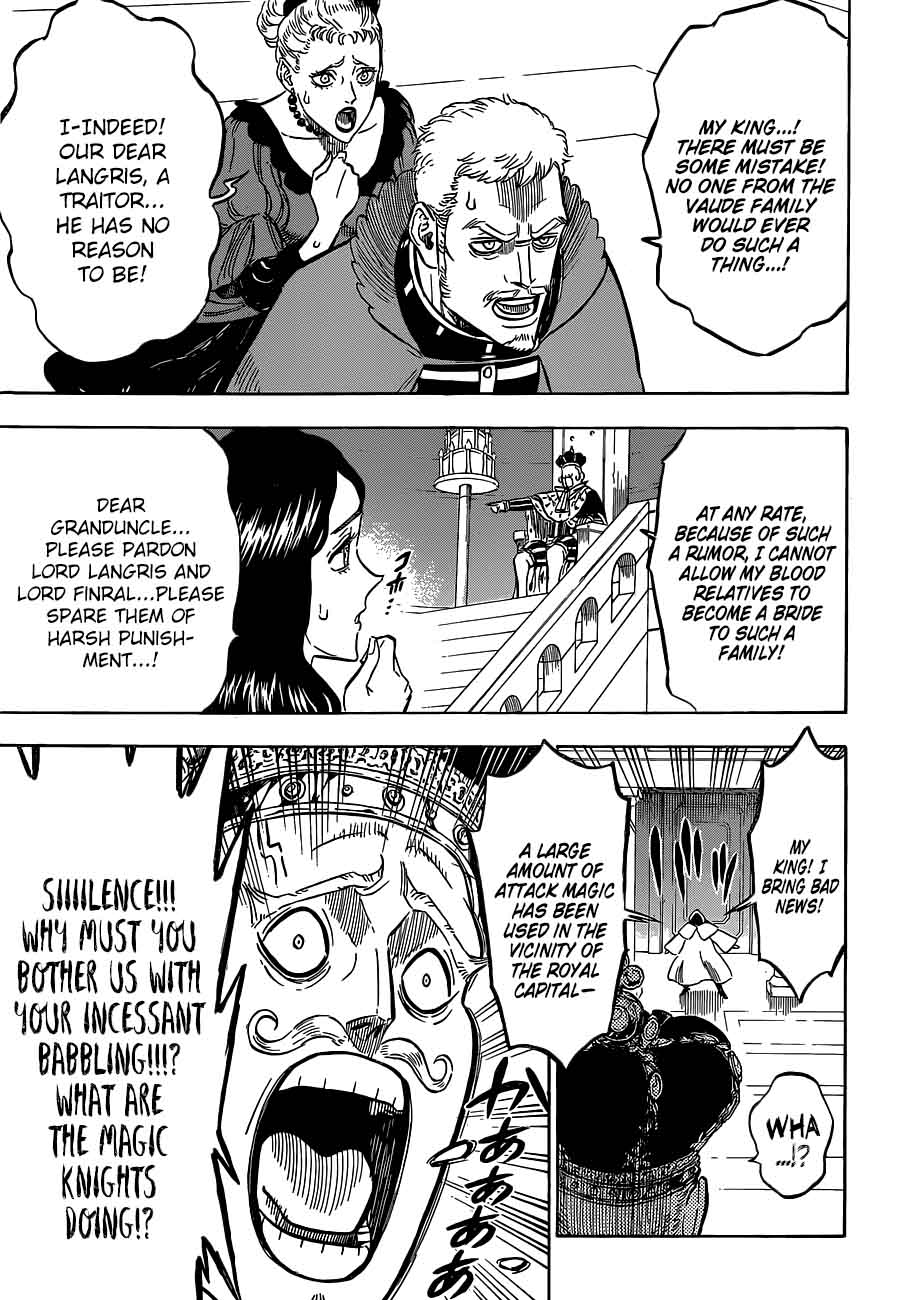 MY KING...!
THERE MUST BE
SOME MISTAKE!
NO ONE FROM THE
VAUDE FAMILY
WOULD EVER
DO SUCH A
THING...!
I-INDEED!
OUR DEAR
LANGRIS, A
TRAITOR...
HE HAS NO
REASON
TO BE!
AT ANY RATE,
BECAUSE OF SUCH
A RUMOR, I CANNOT
ALLOW MY BLOOD
RELATIVES TO
BECOME A BRIDE
TO SUCH A
FAMILY!
DEAR
GRANDUNCLE...
PLEASE PARDON
LORD LANGRIS AND
LORD FINRAL...PLEASE
SPARE THEM OF
HARSH PUNISH-
MENT...!
MY
KING! I
BRING BAD
NEWS!
WHA
...!?
A LARGE
AMOUNT OF
ATTACK MAGIC
HAS BEEN
USED IN THE
VICINITY OF
THE ROYAL
CAPITAL—
かぁああああ
SIIIILENCE!!!
WHY MUST YOU
BOTHER US WITH
YOUR INCESSANT
BABBLING!!!?
WHAT ARE
THE MAGIC
KNIGHTS
DOING!?